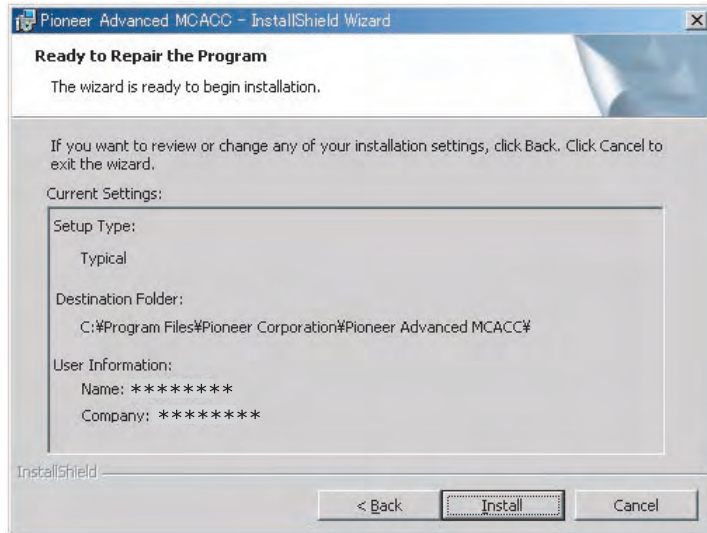 Pioneer Advanced MCACC - InstallShield Wizard
Ready to Repair the Program
The wizard is ready to begin installation.
If you want to review or change any of your installation settings, click Back. Click Cancel to
exit the wizard.
Current Settings:
Setup Type:
Typical
Destination Folder:
C:¥Program Files¥Pioneer Corporation¥Pioneer Advanced MCACC¥
User Information:
Name: ********
Company: ********
InstallShield
< Back
Install
Cancel